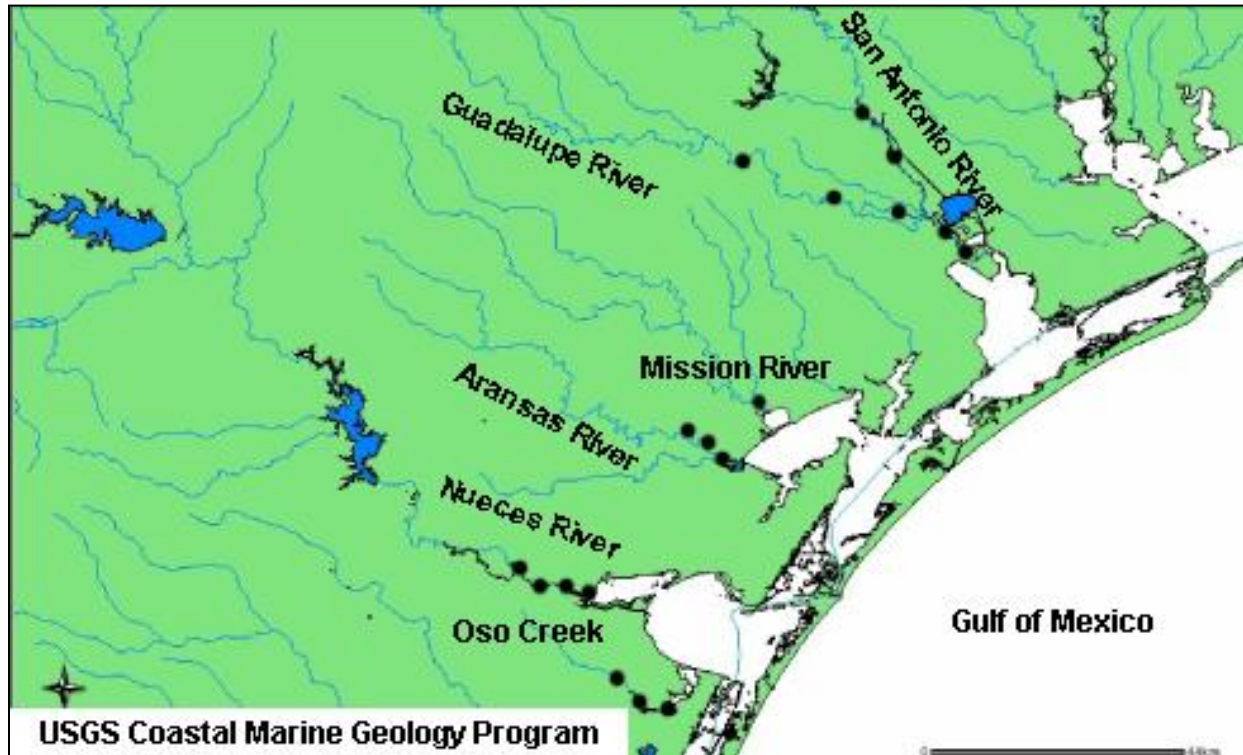 San Antonio River
Guadalupe River
Mission River
Aransas River
Nueces River
Oso Creek
Gulf of Mexico
USGS Coastal Marine Geology Program
0